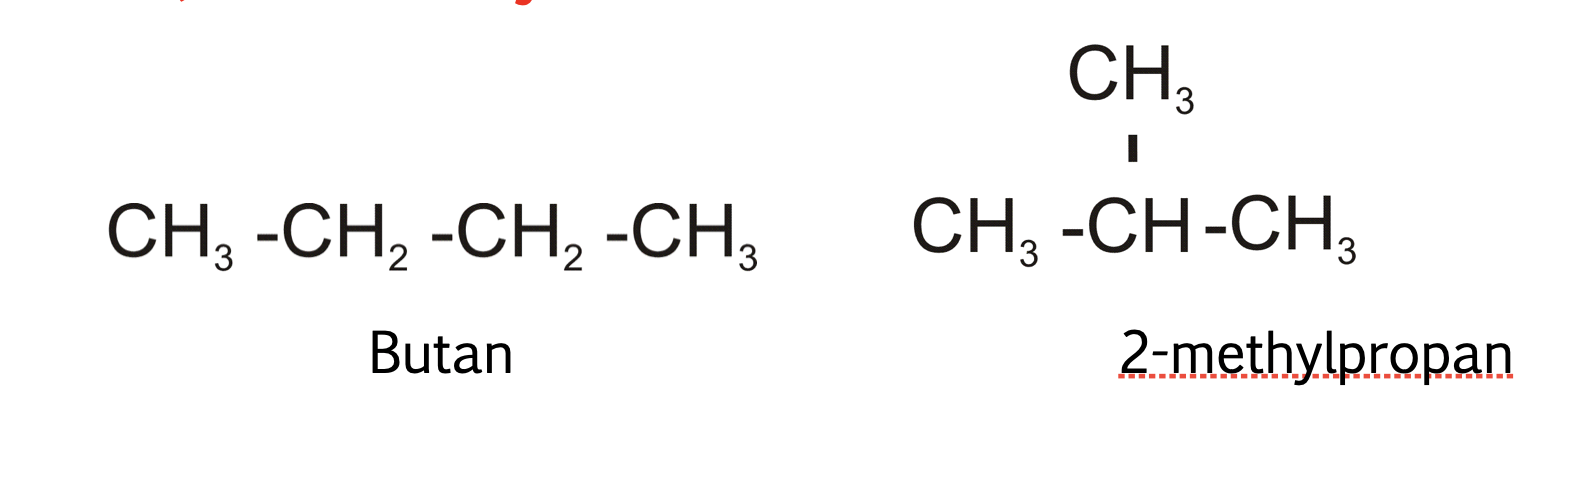 CH₃
CH₃ -CH₂ -CH₂ -CH₃
CH₃ -CH-CH₃
Butan
2-methylpropan